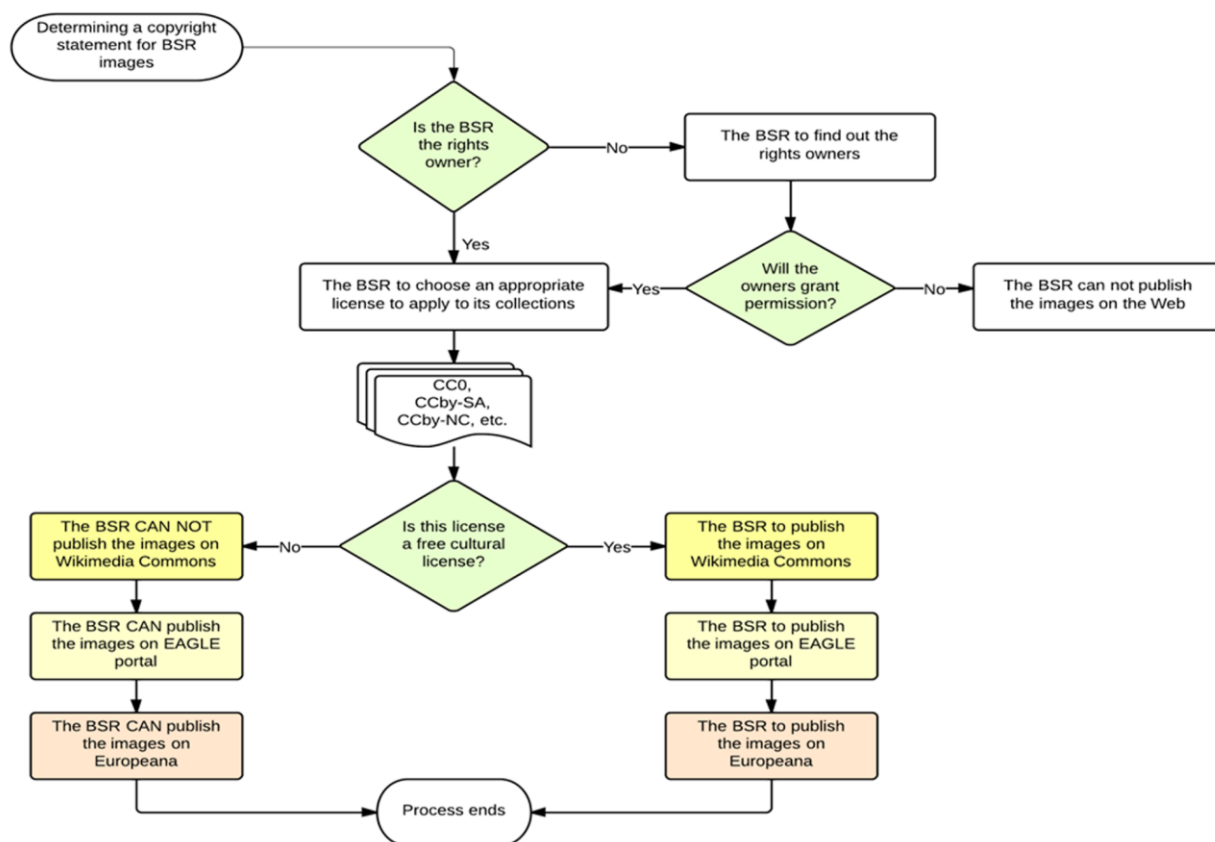 Determining a copyright
statement for BSR
images
Is the BSR
the rights
owner?
No
The BSR to find out the
rights owners
Yes
The BSR to choose an appropriate
license to apply to its collections
Yes
Will the
owners grant
permission?
No
The BSR can not publish
the images on the Web
CC0,
CCby-SA,
CCby-NC, etc.
Is this license
a free cultural
license?
No
Yes
The BSR CAN NOT
publish the images on
Wikimedia Commons
The BSR to publish
the images on
Wikimedia Commons
The BSR CAN publish
the images on EAGLE
portal
The BSR to publish
the images on EAGLE
portal
The BSR CAN publish
the images on
Europeana
The BSR to publish
the images on
Europeana
Process ends